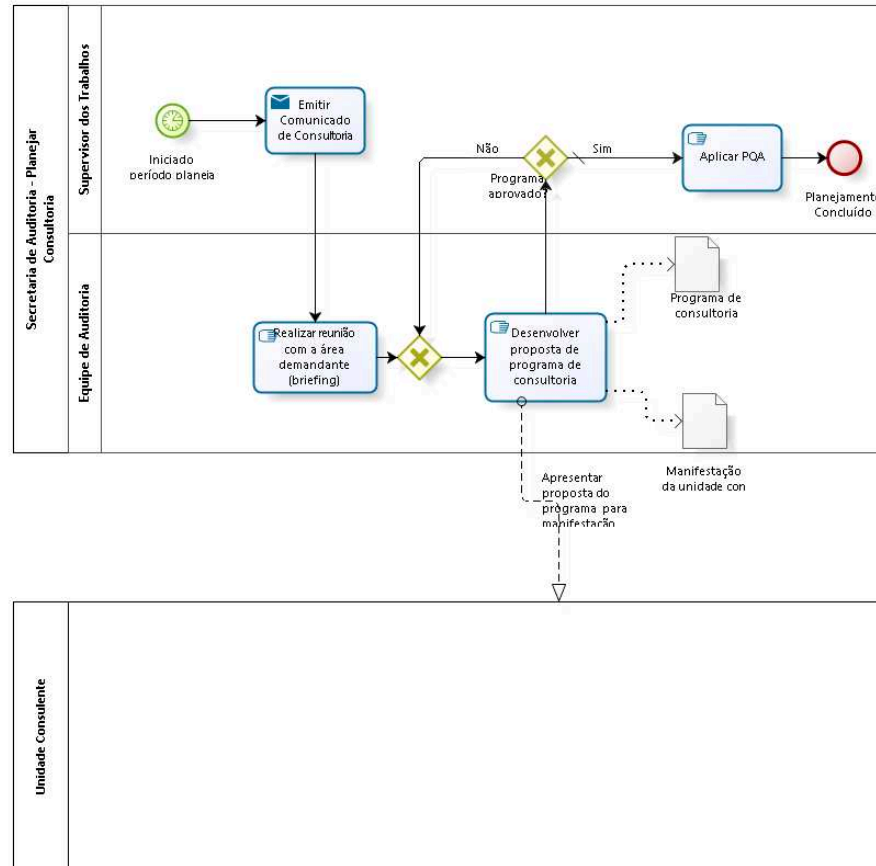 Secretaria de Auditoria - Planejar
Consultoria
Supervisor dos Trabalhos
Iniciado
período planeja
Emitir
Comunicado
de Consultoria
Não
Programa
aprovado?
Sim
Aplicar PQA
Planejamento
Concluído
Equipe de Auditoria
Realizar reunião
com a área
demandante
(briefing)
Desenvolver
proposta de
programa de
consultoria
Programa de
consultoria
Manifestação
da unidade con
Apresentar
proposta do
programa para
manifestação
Unidade Consulente